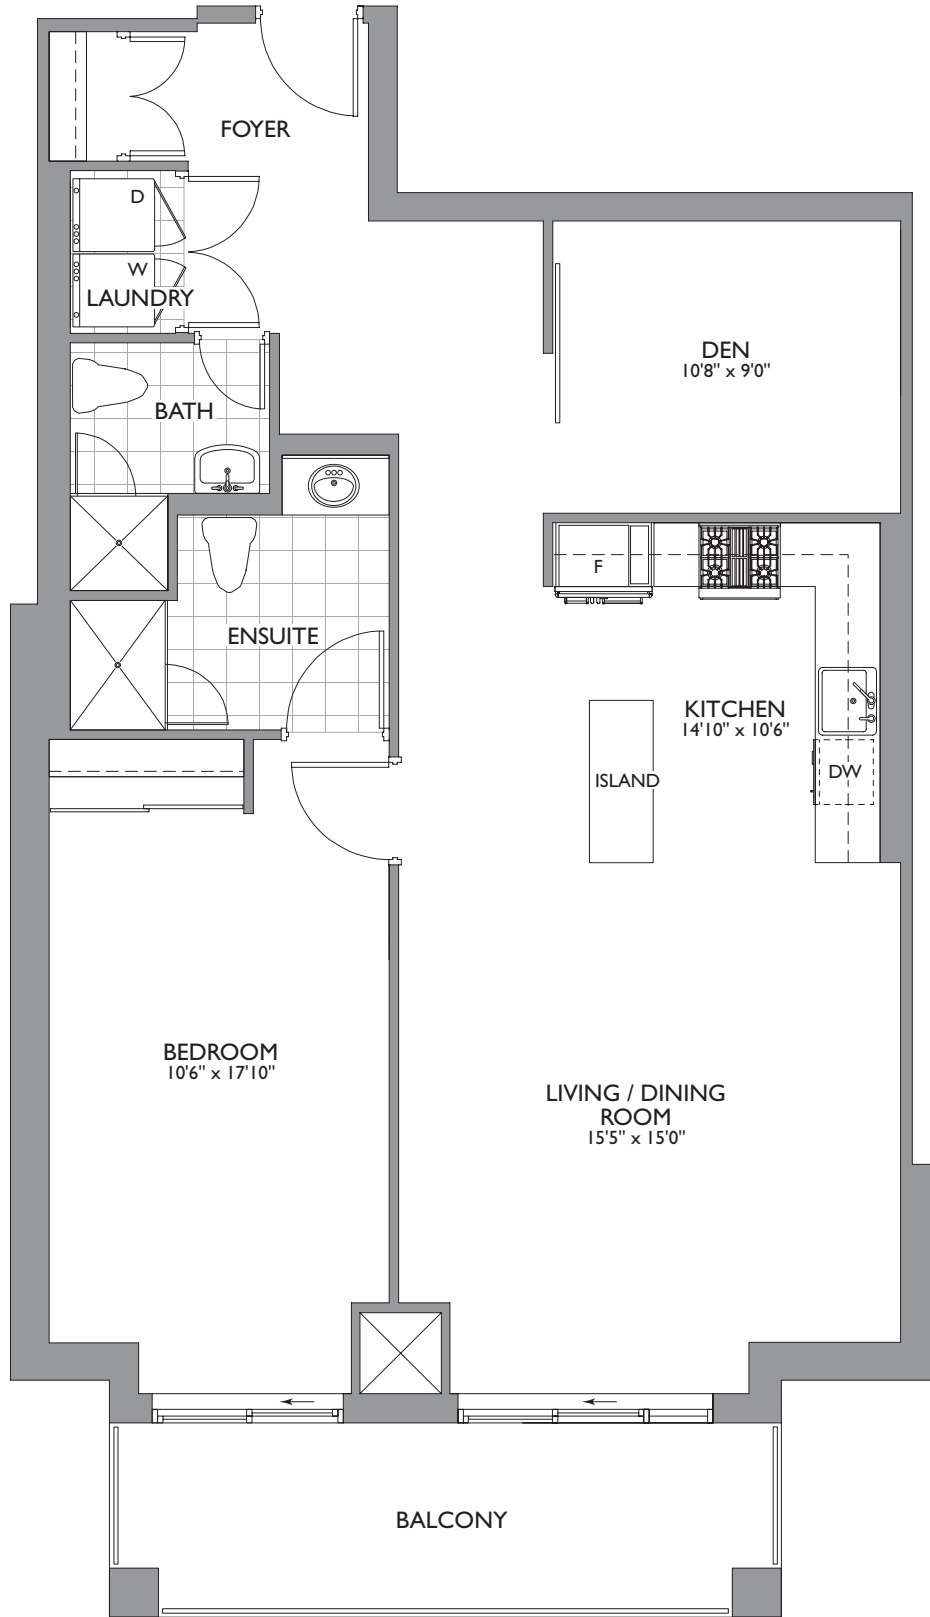 FOYER
D
W
LAUNDRY
DEN
10'8" x 9'0"
BATH
F
ENSUITE
KITCHEN
14'10" x 10'6"
ISLAND
DW
BEDROOM
10'6" x 17'10"
LIVING / DINING
ROOM
15'5" x 15'0"
BALCONY